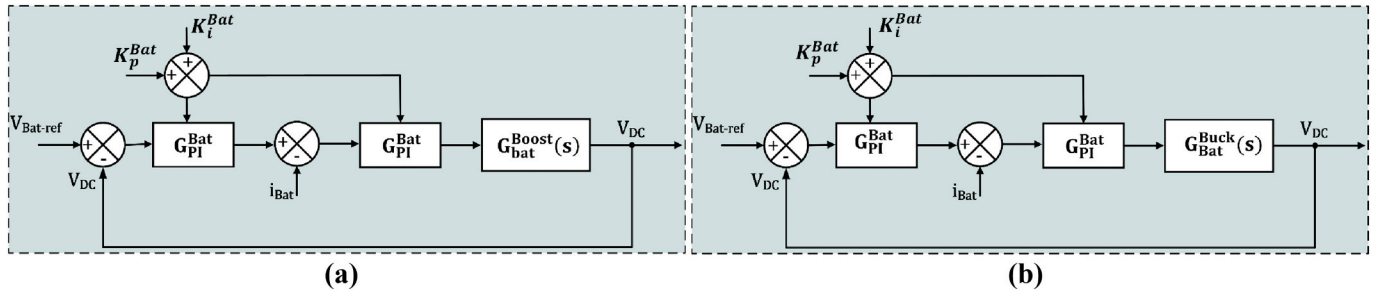 K_i^Bat
K_p^Bat
+
+
V_Bat-ref
+
-
V_DC
G_PI^Bat
+
-
i_Bat
G_PI^Bat
G_bat^Boost(s)
V_DC
(a)
K_i^Bat
K_p^Bat
+
+
V_Bat-ref
+
-
V_DC
G_PI^Bat
+
-
i_Bat
G_PI^Bat
G_Bat^Buck(s)
V_DC
(b)